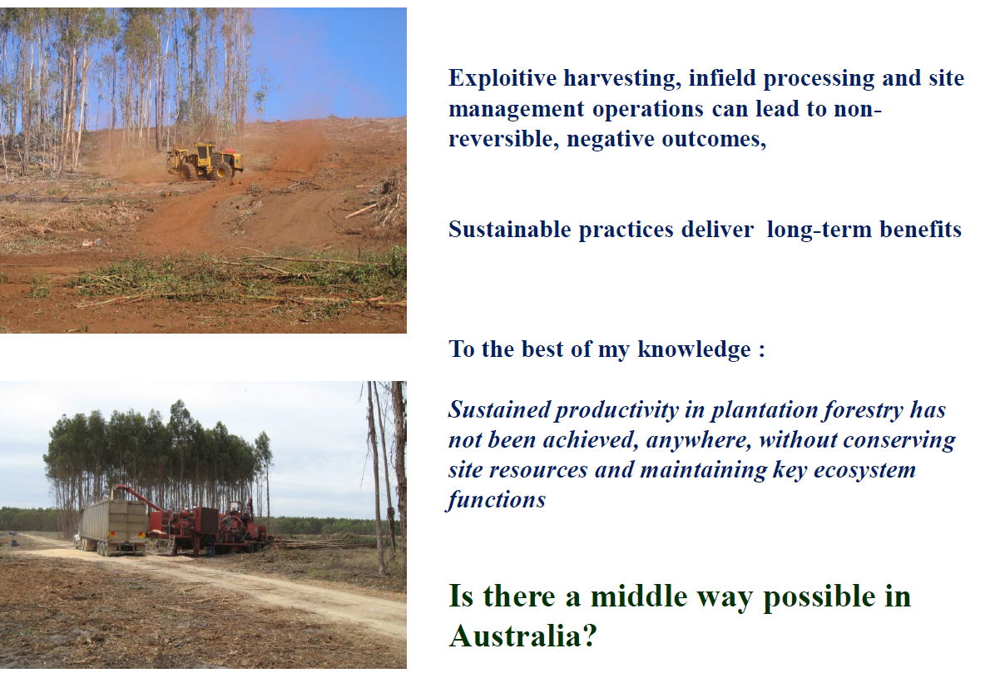 Exploitive harvesting, infield processing and site
management operations can lead to non-
reversible, negative outcomes,
Sustainable practices deliver  long-term benefits
To the best of my knowledge :
Sustained productivity in plantation forestry has
not been achieved, anywhere, without conserving
site resources and maintaining key ecosystem
functions
Is there a middle way possible in
Australia?